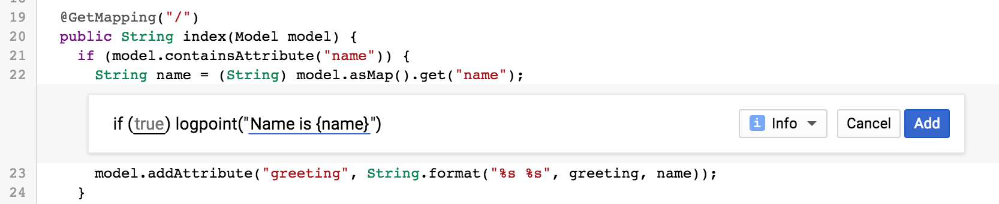 19 @GetMapping("/")
20 public String index(Model model) {
21 if (model.containsAttribute("name")) {
22 String name = (String) model.asMap().get("name");
if (true) logpoint("Name is {name}")
i Info
Cancel
Add
23 model.addAttribute("greeting", String.format("%s %s", greeting, name));
24 }